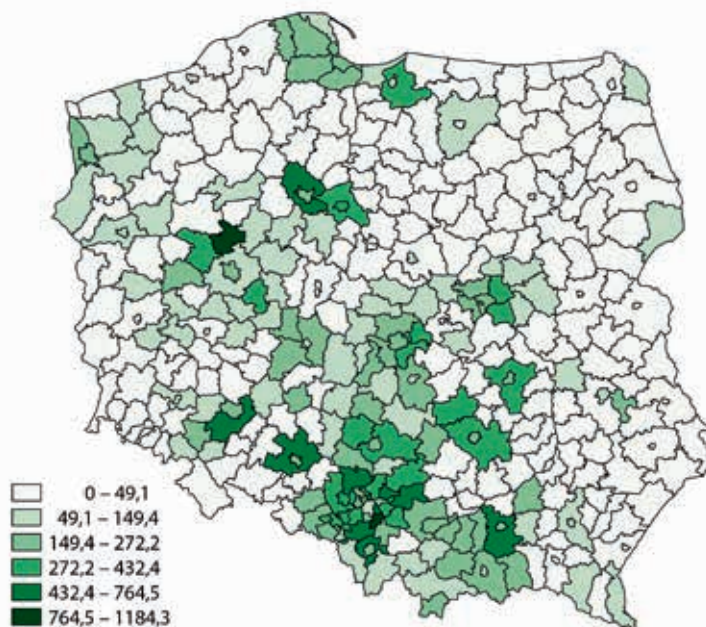 0 – 49,1
49,1 – 149,4
149,4 – 272,2
272,2 – 432,4
432,4 – 764,5
764,5 – 1184,3